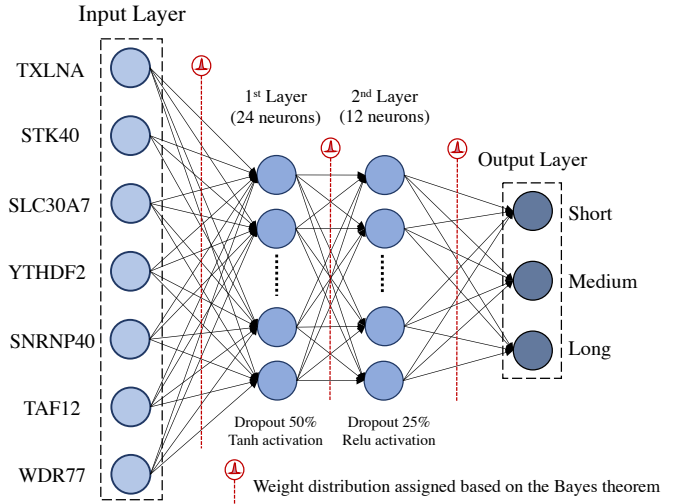 Input Layer
TXLNA
STK40
SLC30A7
YTHDF2
SNRNP40
TAF12
WDR77
1st Layer
(24 neurons)
2nd Layer
(12 neurons)
Dropout 50%
Tanh activation
Dropout 25%
Relu activation
Output Layer
Short
Medium
Long
Weight distribution assigned based on the Bayes theorem